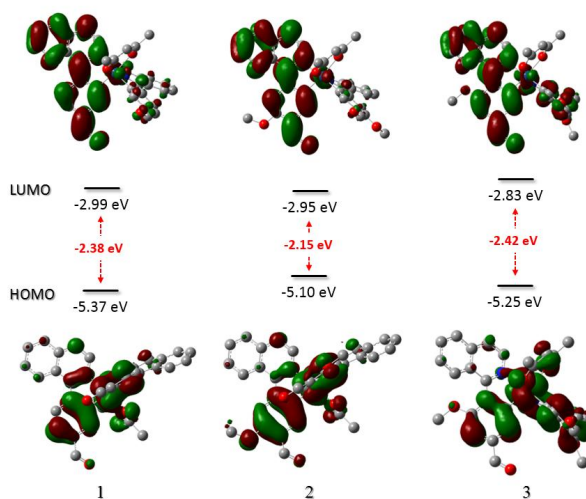 LUMO
-2.99 eV
-2.95 eV
-2.83 eV
-2.38 eV
-2.15 eV
-2.42 eV
HOMO
-5.37 eV
-5.10 eV
-5.25 eV
1
2
3